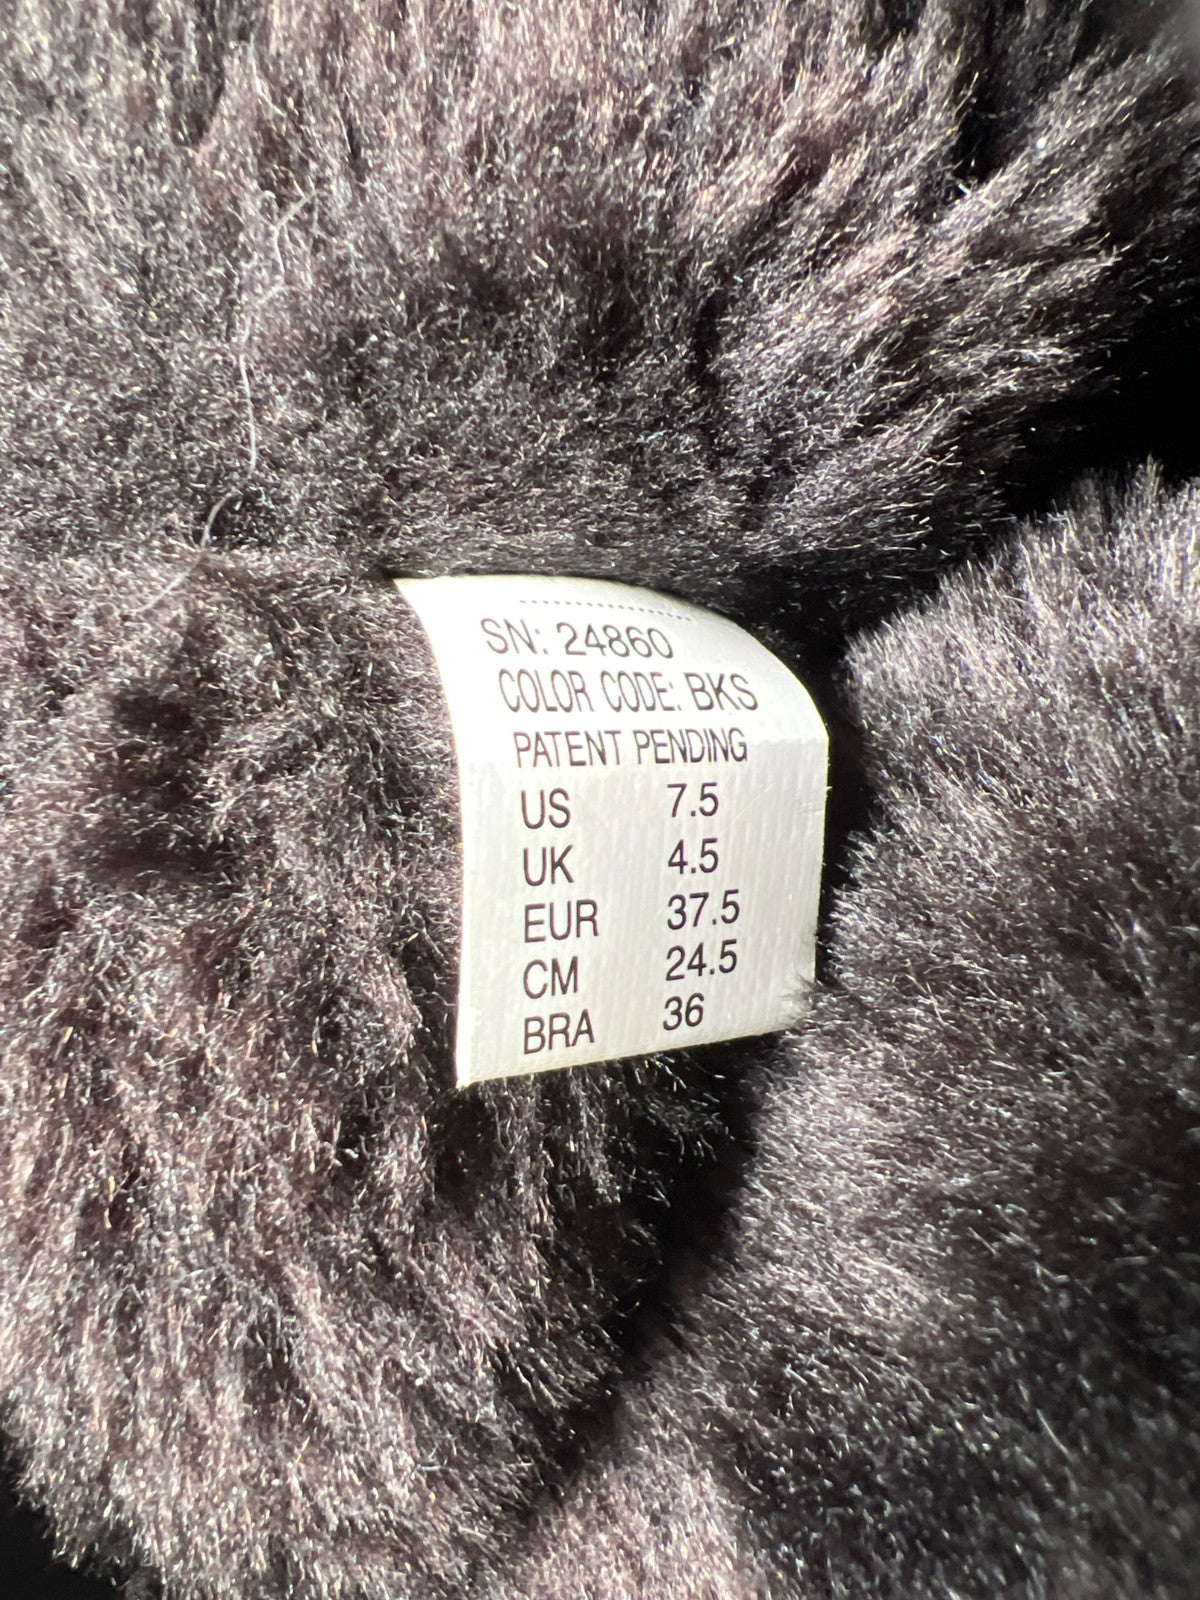 SN: 24860
COLOR CODE: BKS
PATENT PENDING
US 7.5
UK 4.5
EUR 37.5
CM 24.5
BRA 36